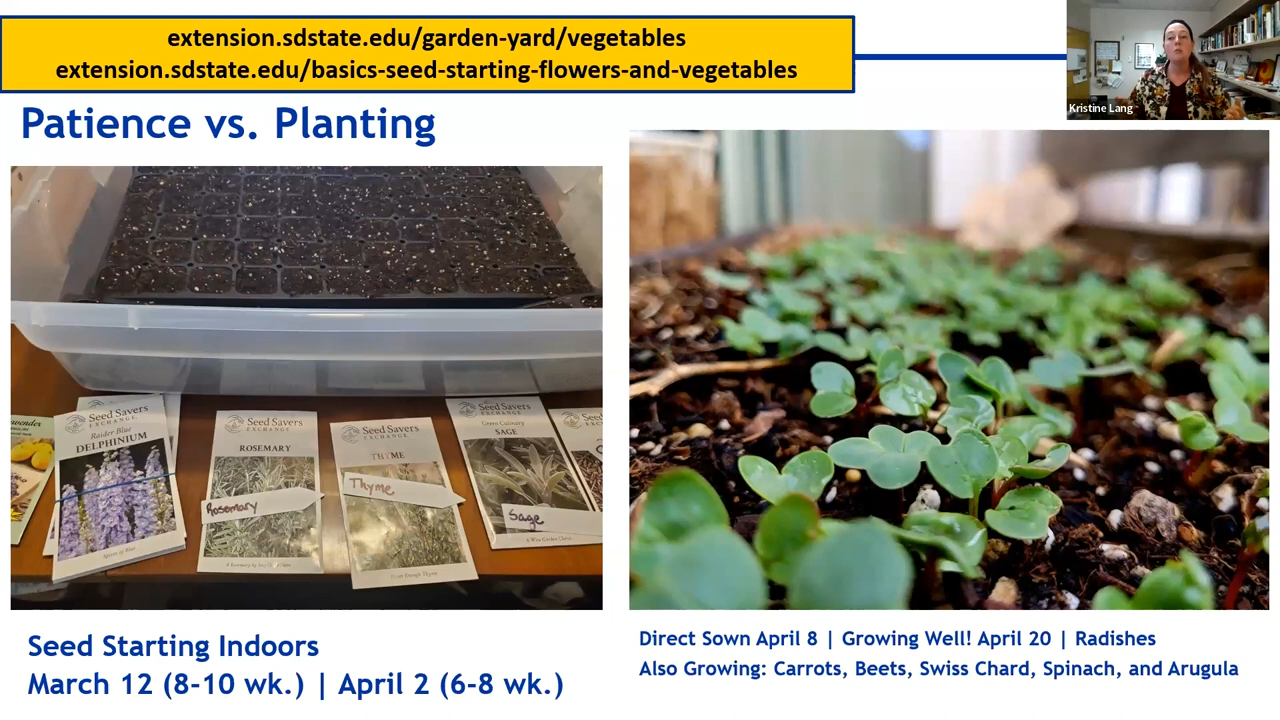 extension.sdstate.edu/garden-yard/vegetables
extension.sdstate.edu/basics-seed-starting-flowers-and-vegetables
Kristine Lang
Patience vs. Planting
Seed Savers
EXCHANGE
Raider Blue
DELPHINIUM
Seed Savers
EXCHANGE
ROSEMARY
Rosemary
Seed Savers
EXCHANGE
THYME
Thyme
Seed Savers
EXCHANGE
SAGE
Sage
Seed Starting Indoors
March 12 (8-10 wk.) | April 2 (6-8 wk.)
Direct Sown April 8 | Growing Well! April 20 | Radishes
Also Growing: Carrots, Beets, Swiss Chard, Spinach, and Arugula